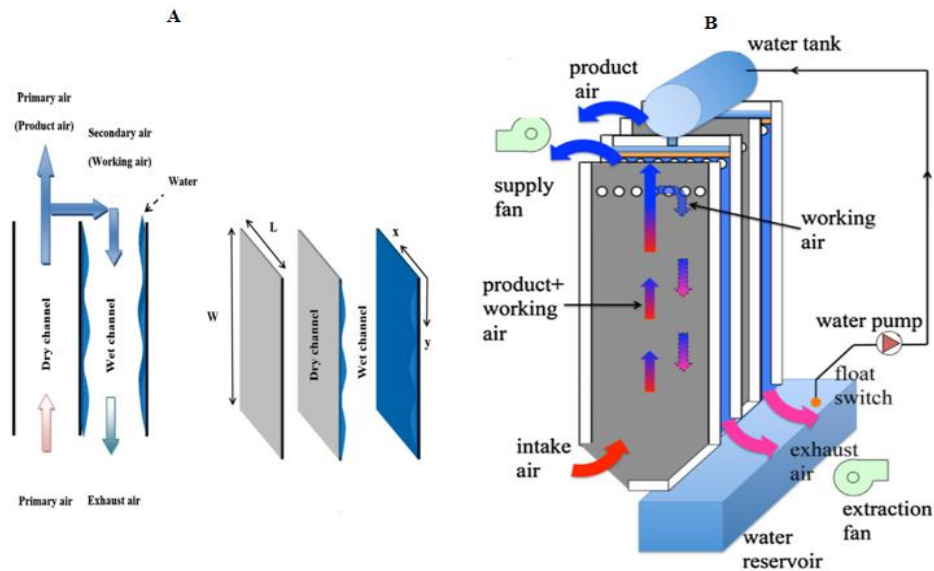 A
Primary air
(Product air)
Secondary air
(Working air)
Water
Dry channel
Wet channel
Primary air
Exhaust air
L
W
x
y
Dry channel
Wet channel
B
water tank
product
air
supply
fan
working
air
product+
working
air
water pump
float
switch
intake
air
exhaust
air
extraction
fan
water
reservoir